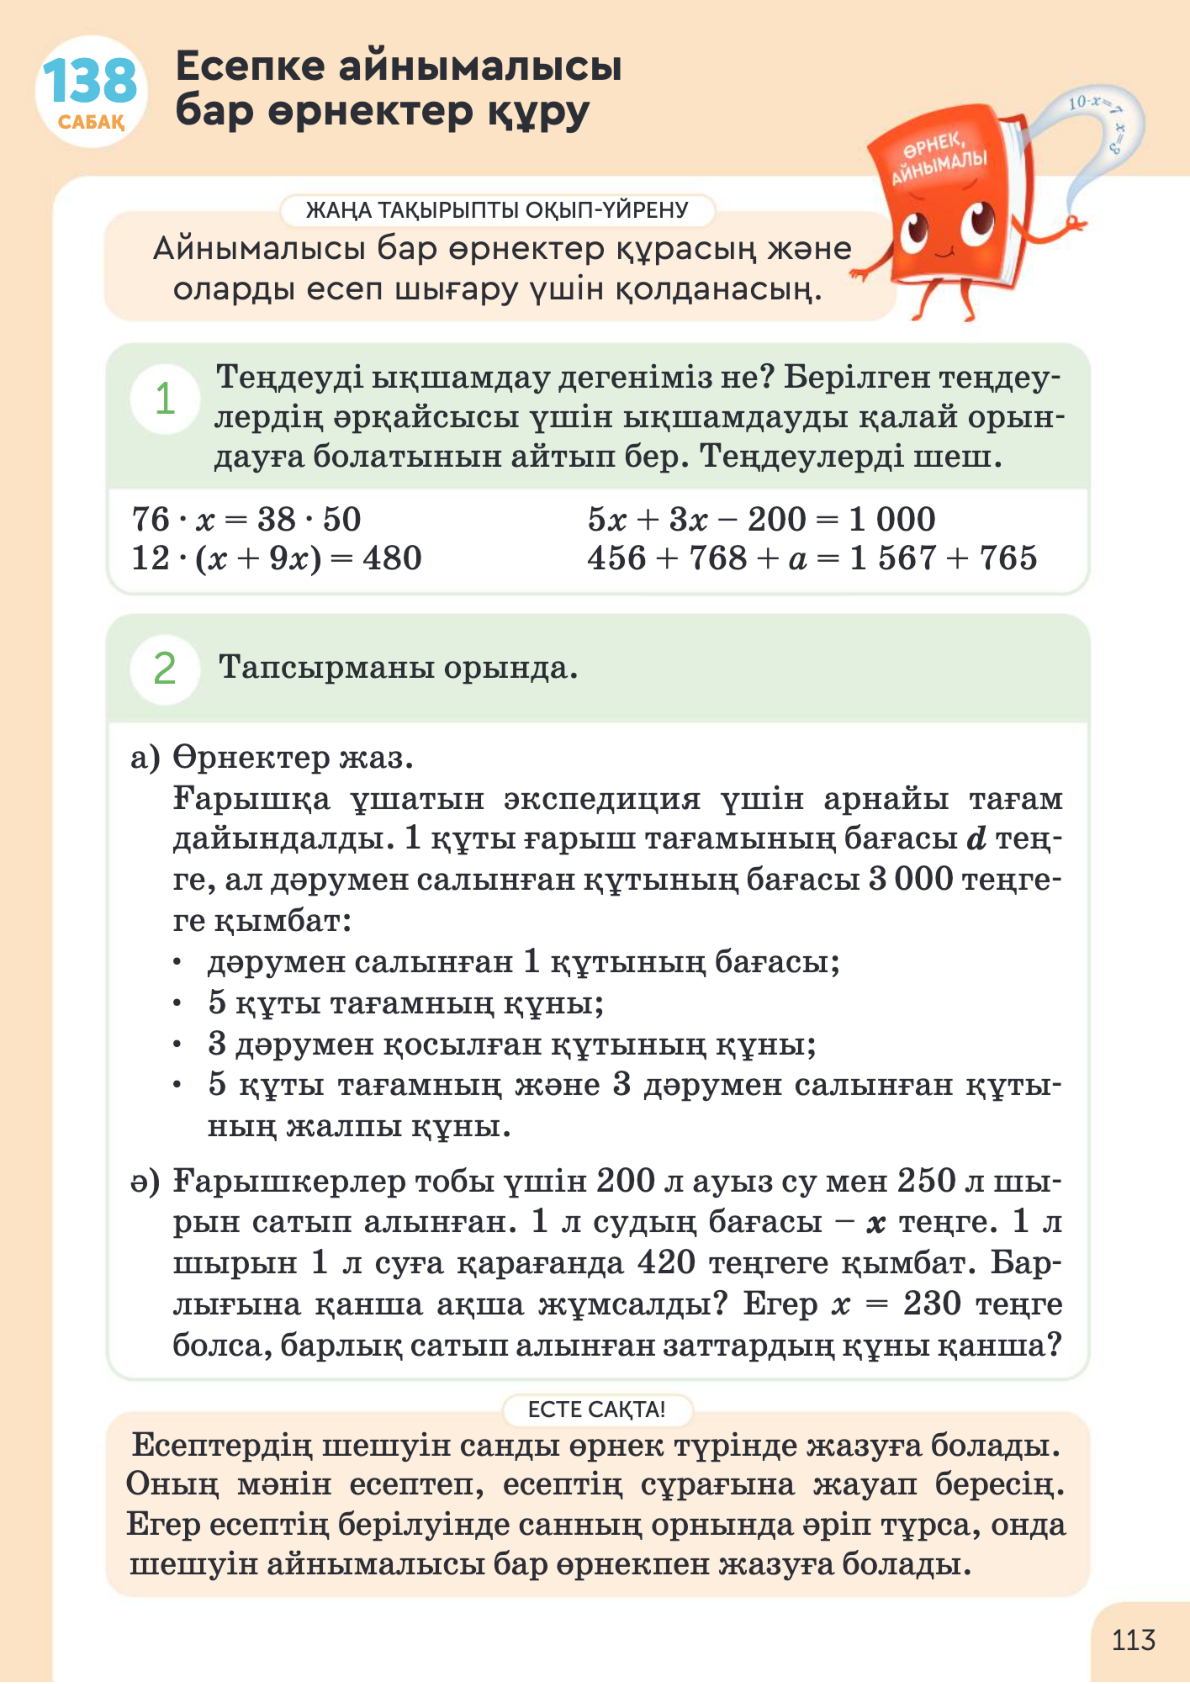 138
САБАҚ
Есепке айнымалысы
бар өрнектер құру
10-x=7 x=3
ӨРНЕК,
АЙНЫМАЛЫ
ЖАҢА ТАҚЫРЫПТЫ ОҚЫП-ҮЙРЕНУ
Айнымалысы бар өрнектер құрасың және
оларды есеп шығару үшін қолданасың.
1
Теңдеуді ықшамдау дегеніміз не? Берілген теңдеу-
лердің әрқайсысы үшін ықшамдауды қалай орын-
дауға болатынын айтып бер. Теңдеулерді шеш.
76 · x = 38 · 50
5x + 3x – 200 = 1 000
12 · (x + 9x) = 480
456 + 768 + a = 1 567 + 765
2
Тапсырманы орында.
а) Өрнектер жаз.
Ғарышқа ұшатын экспедиция үшін арнайы тағам
дайындалды. 1 құты ғарыш тағамының бағасы d тең-
ге, ал дәрумен салынған құтының бағасы 3 000 теңге-
ге қымбат:
• дәрумен салынған 1 құтының бағасы;
• 5 құты тағамның құны;
• 3 дәрумен қосылған құтының құны;
• 5 құты тағамның және 3 дәрумен салынған құты-
ның жалпы құны.
ә) Ғарышкерлер тобы үшін 200 л ауыз су мен 250 л шы-
рын сатып алынған. 1 л судың бағасы – x теңге. 1 л
шырын 1 л суға қарағанда 420 теңгеге қымбат. Бар-
лығына қанша ақша жұмсалды? Егер x = 230 теңге
болса, барлық сатып алынған заттардың құны қанша?
ЕСТЕ САҚТА!
Есептердің шешуін санды өрнек түрінде жазуға болады.
Оның мәнін есептеп, есептің сұрағына жауап бересің.
Егер есептің берілуінде санның орнында әріп тұрса, онда
шешуін айнымалысы бар өрнекпен жазуға болады.
113